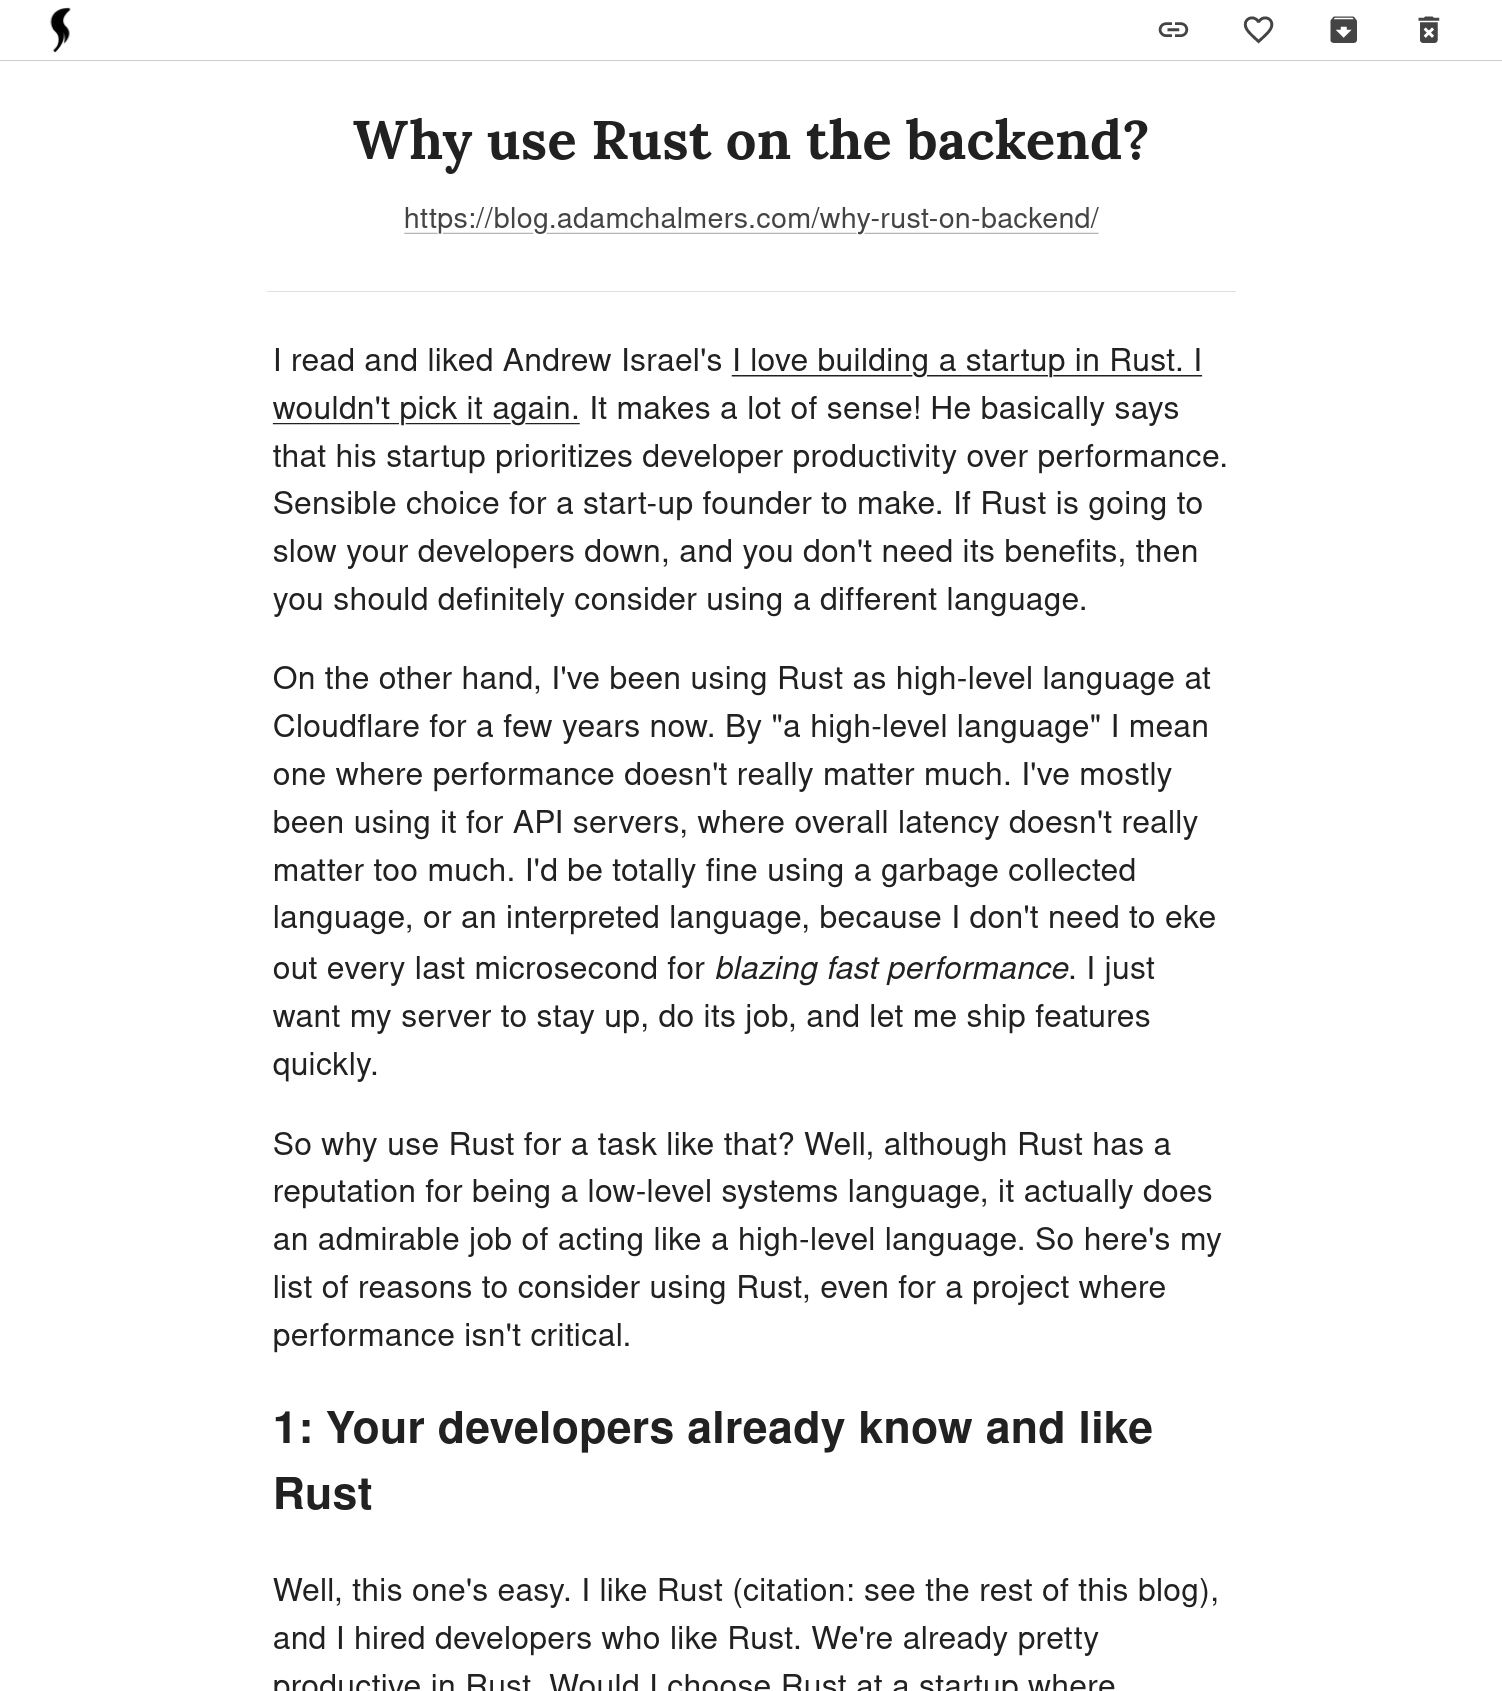 Why use Rust on the backend?
https://blog.adamchalmers.com/why-rust-on-backend/
I read and liked Andrew Israel's I love building a startup in Rust. I
wouldn't pick it again. It makes a lot of sense! He basically says
that his startup prioritizes developer productivity over performance.
Sensible choice for a start-up founder to make. If Rust is going to
slow your developers down, and you don't need its benefits, then
you should definitely consider using a different language.
On the other hand, I've been using Rust as high-level language at
Cloudflare for a few years now. By "a high-level language" I mean
one where performance doesn't really matter much. I've mostly
been using it for API servers, where overall latency doesn't really
matter too much. I'd be totally fine using a garbage collected
language, or an interpreted language, because I don't need to eke
out every last microsecond for blazing fast performance. I just
want my server to stay up, do its job, and let me ship features
quickly.
So why use Rust for a task like that? Well, although Rust has a
reputation for being a low-level systems language, it actually does
an admirable job of acting like a high-level language. So here's my
list of reasons to consider using Rust, even for a project where
performance isn't critical.
1: Your developers already know and like
Rust
Well, this one's easy. I like Rust (citation: see the rest of this blog),
and I hired developers who like Rust. We're already pretty
productive in Rust. Would I choose Rust at a startup where